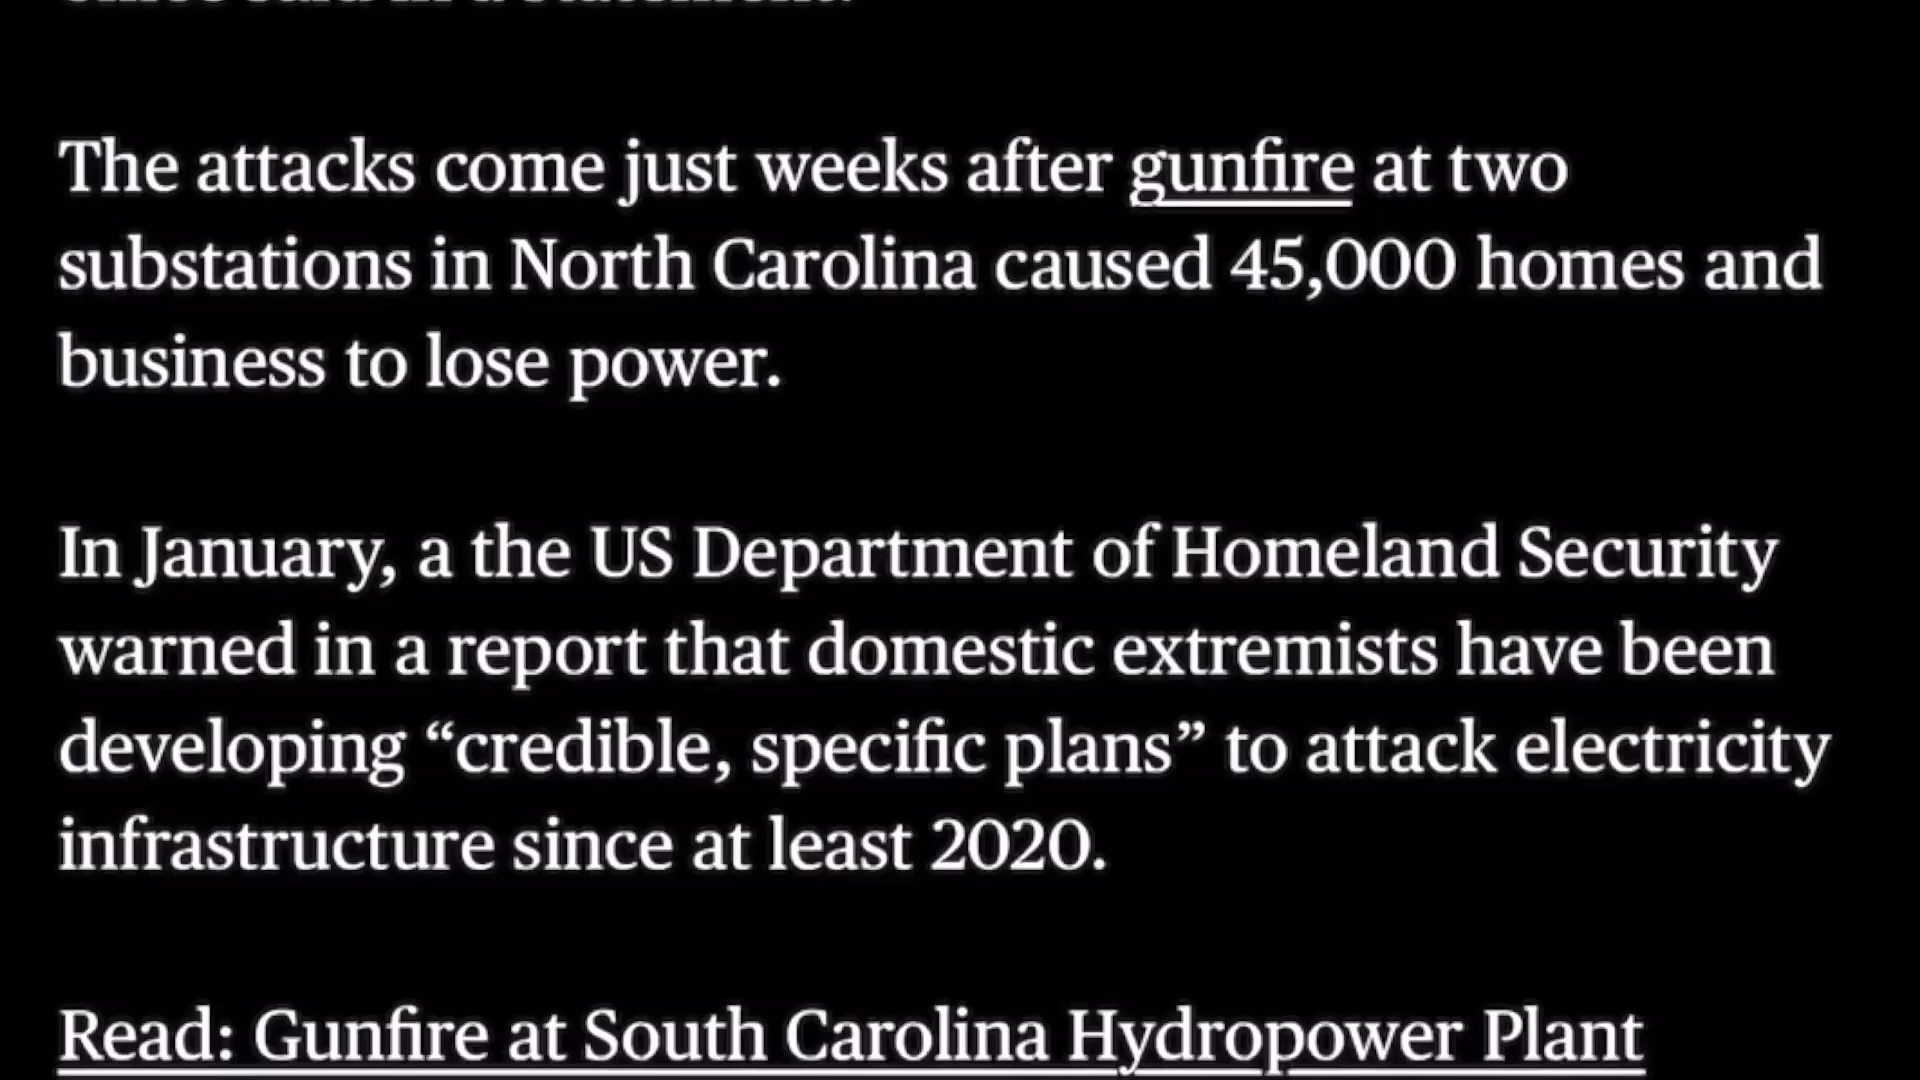 The attacks come just weeks after gunfire at two
substations in North Carolina caused 45,000 homes and
business to lose power.
In January, a the US Department of Homeland Security
warned in a report that domestic extremists have been
developing “credible, specific plans” to attack electricity
infrastructure since at least 2020.
Read: Gunfire at South Carolina Hydropower Plant